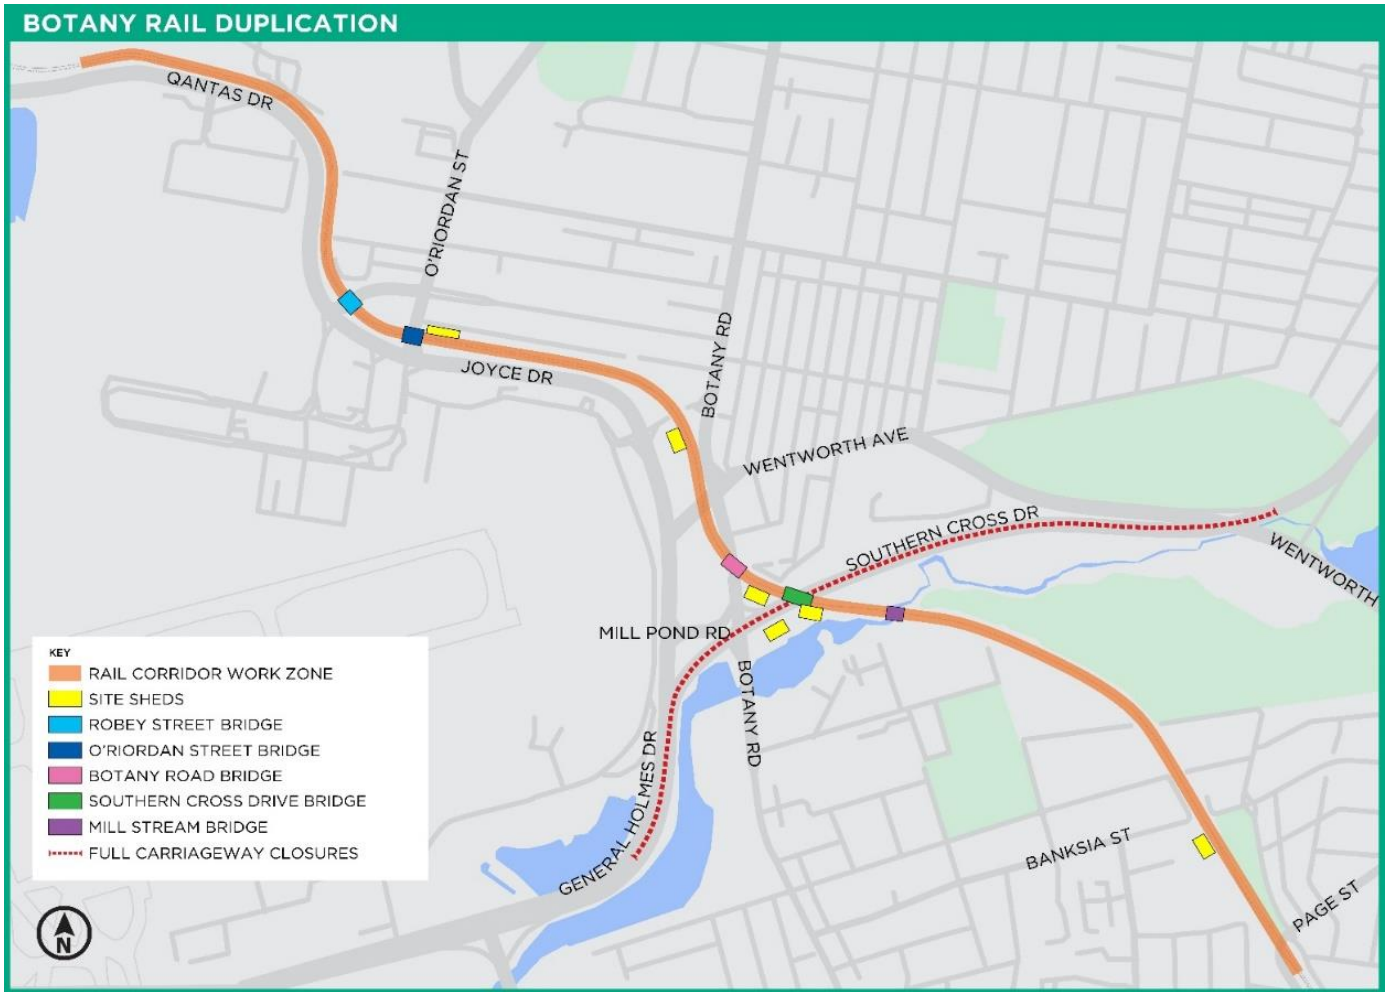 BOTANY RAIL DUPLICATION
QANTAS DR
O'RIORDAN ST
JOYCE DR
BOTANY RD
WENTWORTH AVE
SOUTHERN CROSS DR
WENTWORTH
MILL POND RD
BOTANY RD
GENERAL HOLMES DR
BANKSIA ST
PAGE ST
KEY
RAIL CORRIDOR WORK ZONE
SITE SHEDS
ROBEY STREET BRIDGE
O'RIORDAN STREET BRIDGE
BOTANY ROAD BRIDGE
SOUTHERN CROSS DRIVE BRIDGE
MILL STREAM BRIDGE
FULL CARRIAGEWAY CLOSURES
N